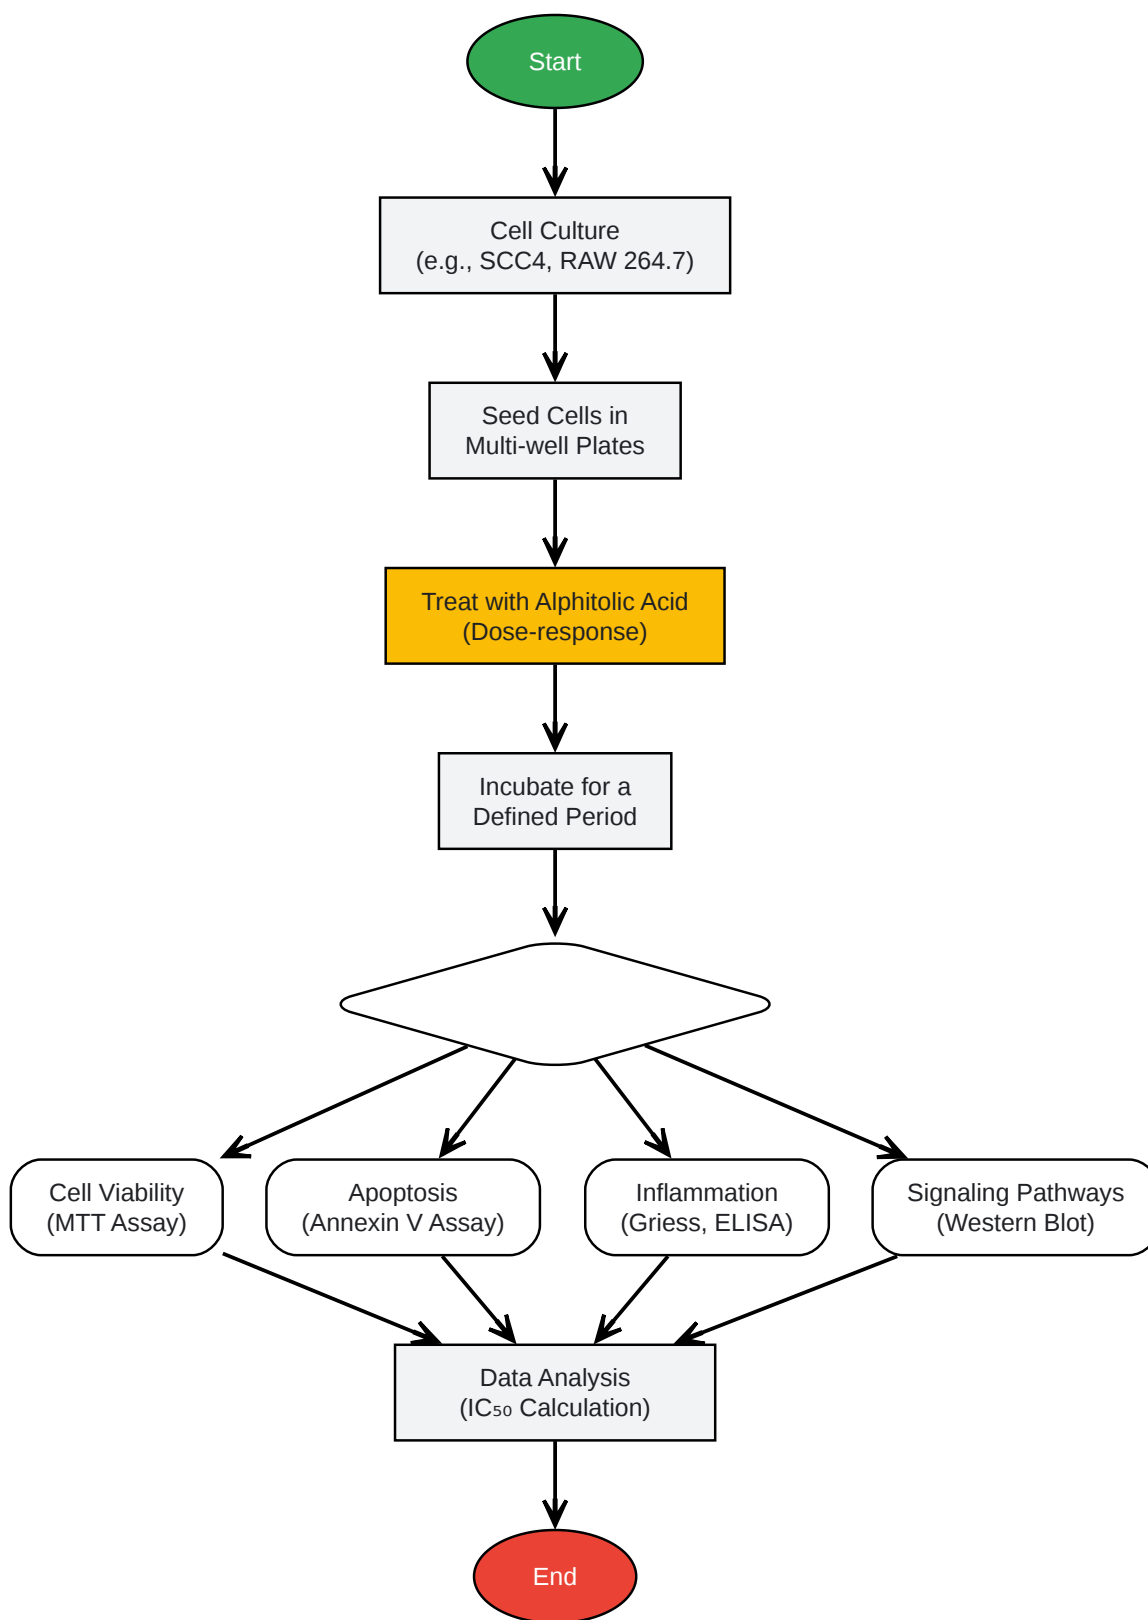 Start
Cell Culture
(e.g., SCC4, RAW 264.7)
Seed Cells in
Multi-well Plates
Treat with Alphitolic Acid
(Dose-response)
Incubate for a
Defined Period
Cell Viability
(MTT Assay)
Apoptosis
(Annexin V Assay)
Inflammation
(Griess, ELISA)
Signaling Pathways
(Western Blot)
Data Analysis
(IC₅₀ Calculation)
End